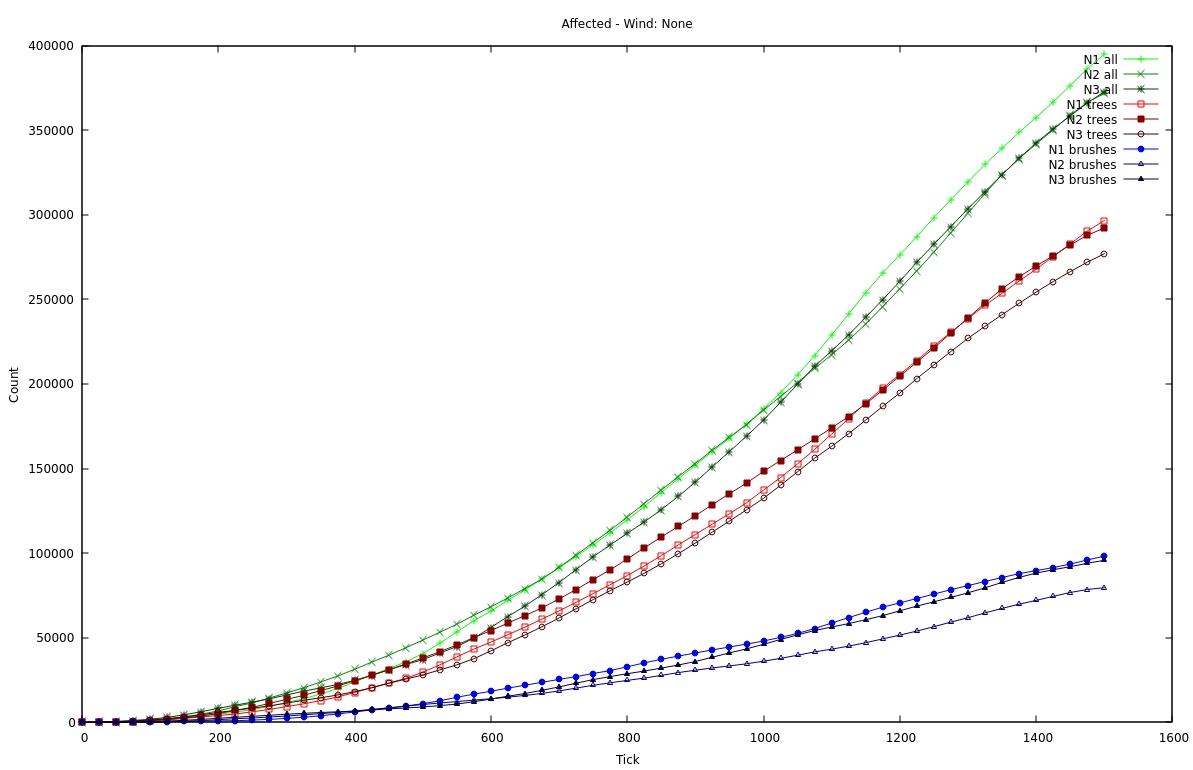 Affected - Wind: None
400000
350000
300000
250000
200000
150000
100000
50000
0
Count
N1 all
N2 all
N3 all
N1 trees
N2 trees
N3 trees
N1 brushes
N2 brushes
N3 brushes
0 200 400 600 800 1000 1200 1400 1600
Tick